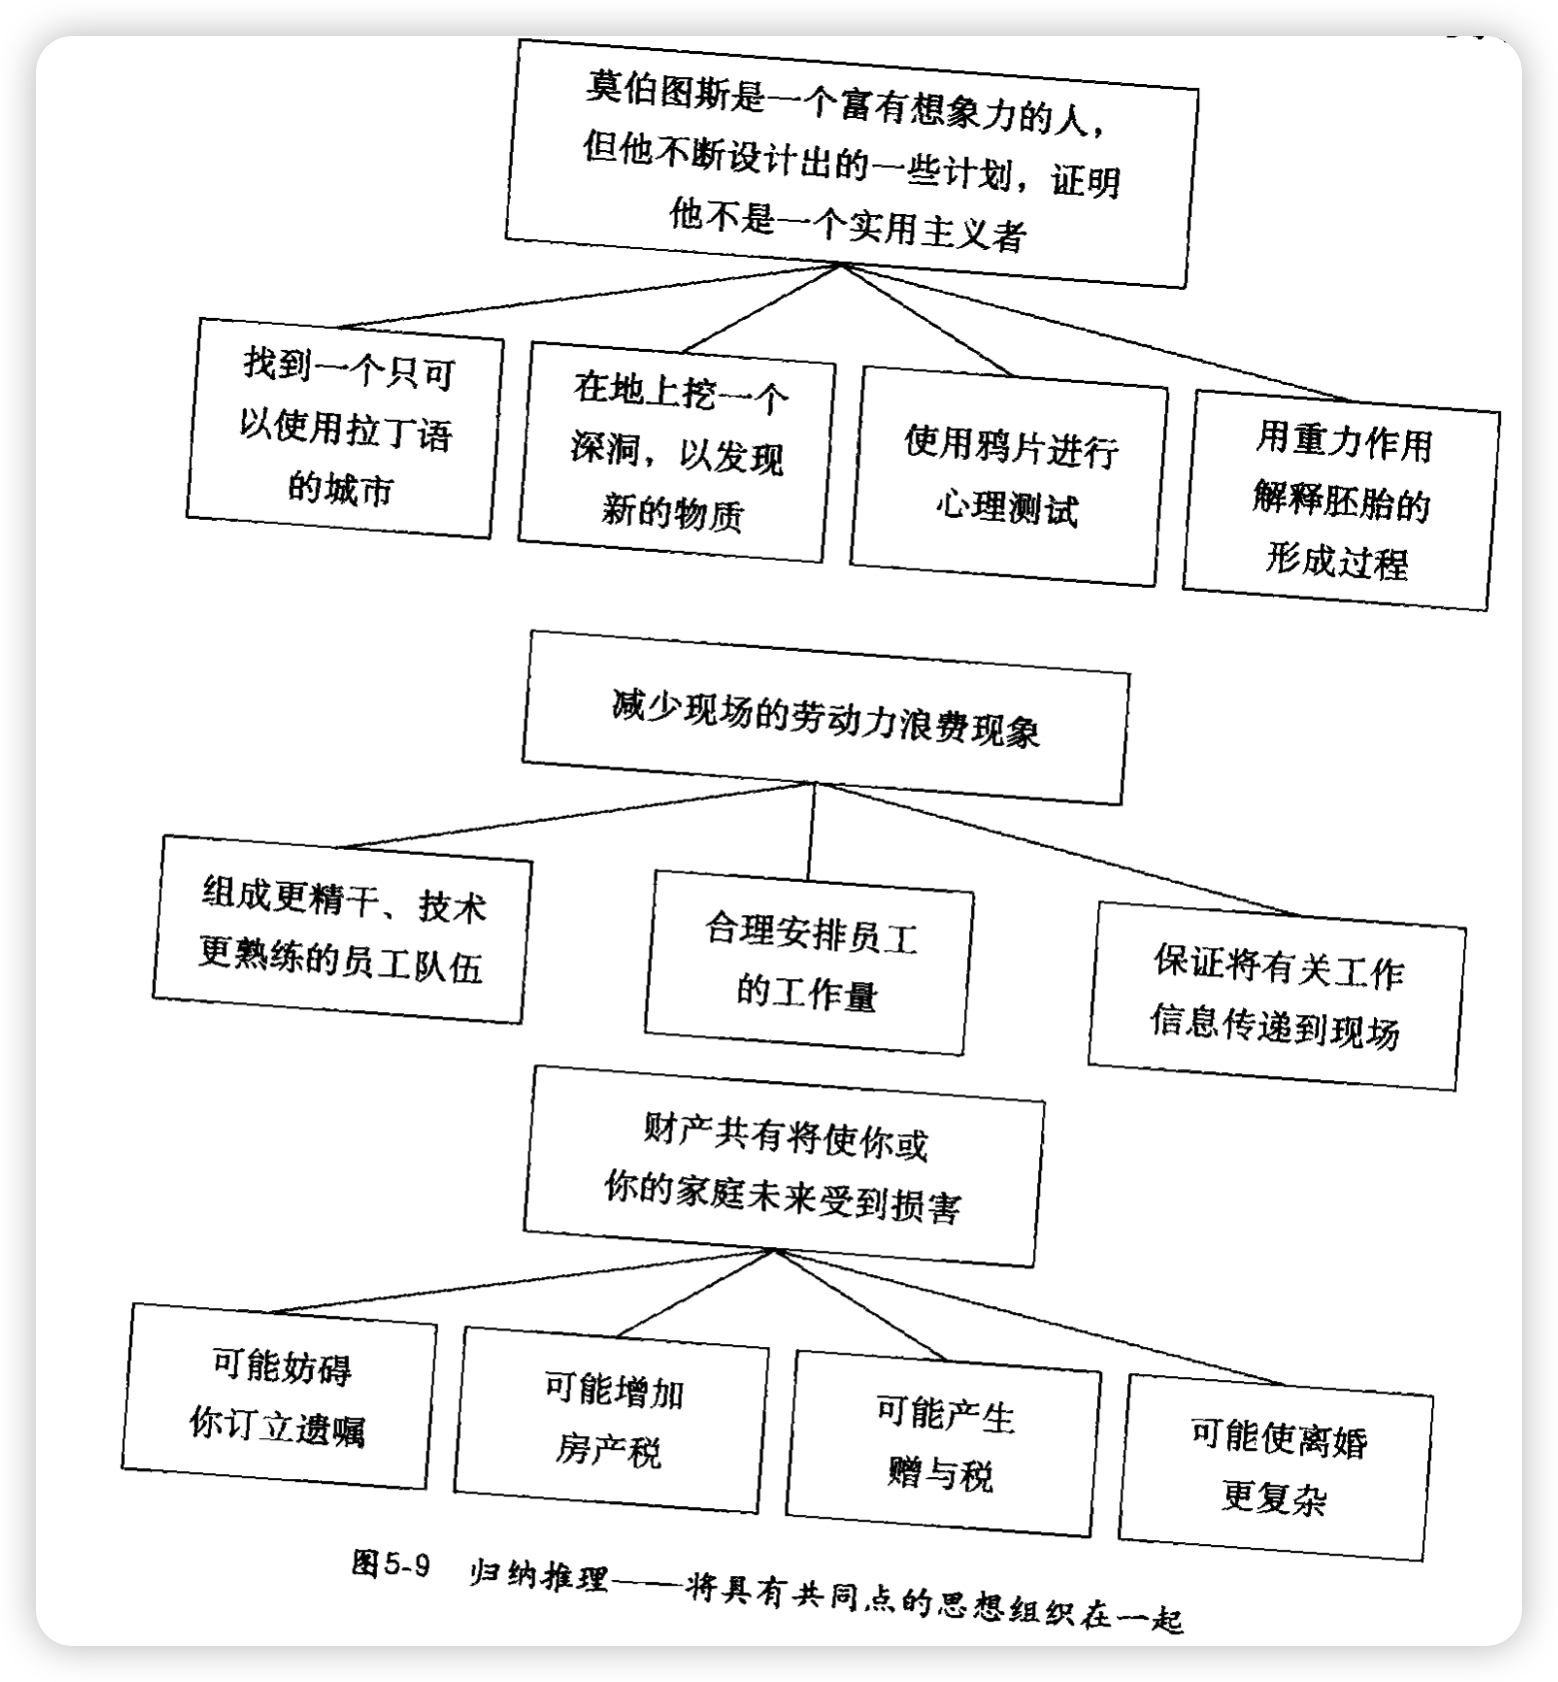 莫伯图斯是一个富有想象力的人，
但他不断设计出的一些计划，证明
他不是一个实用主义者
找到一个只可
以使用拉丁语
的城市
在地上挖一个
深洞，以发现
新的物质
使用鸦片进行
心理测试
用重力作用
解释胚胎的
形成过程
减少现场的劳动力浪费现象
组成更精干、技术
更熟练的员工队伍
合理安排员工
的工作量
保证将有关工作
信息传递到现场
财产共有将使你或
你的家庭未来受到损害
可能妨碍
你订立遗嘱
可能增加
房产税
可能产生
赠与税
可能使离婚
更复杂
图5-9 归纳推理——将具有共同点的思想组织在一起